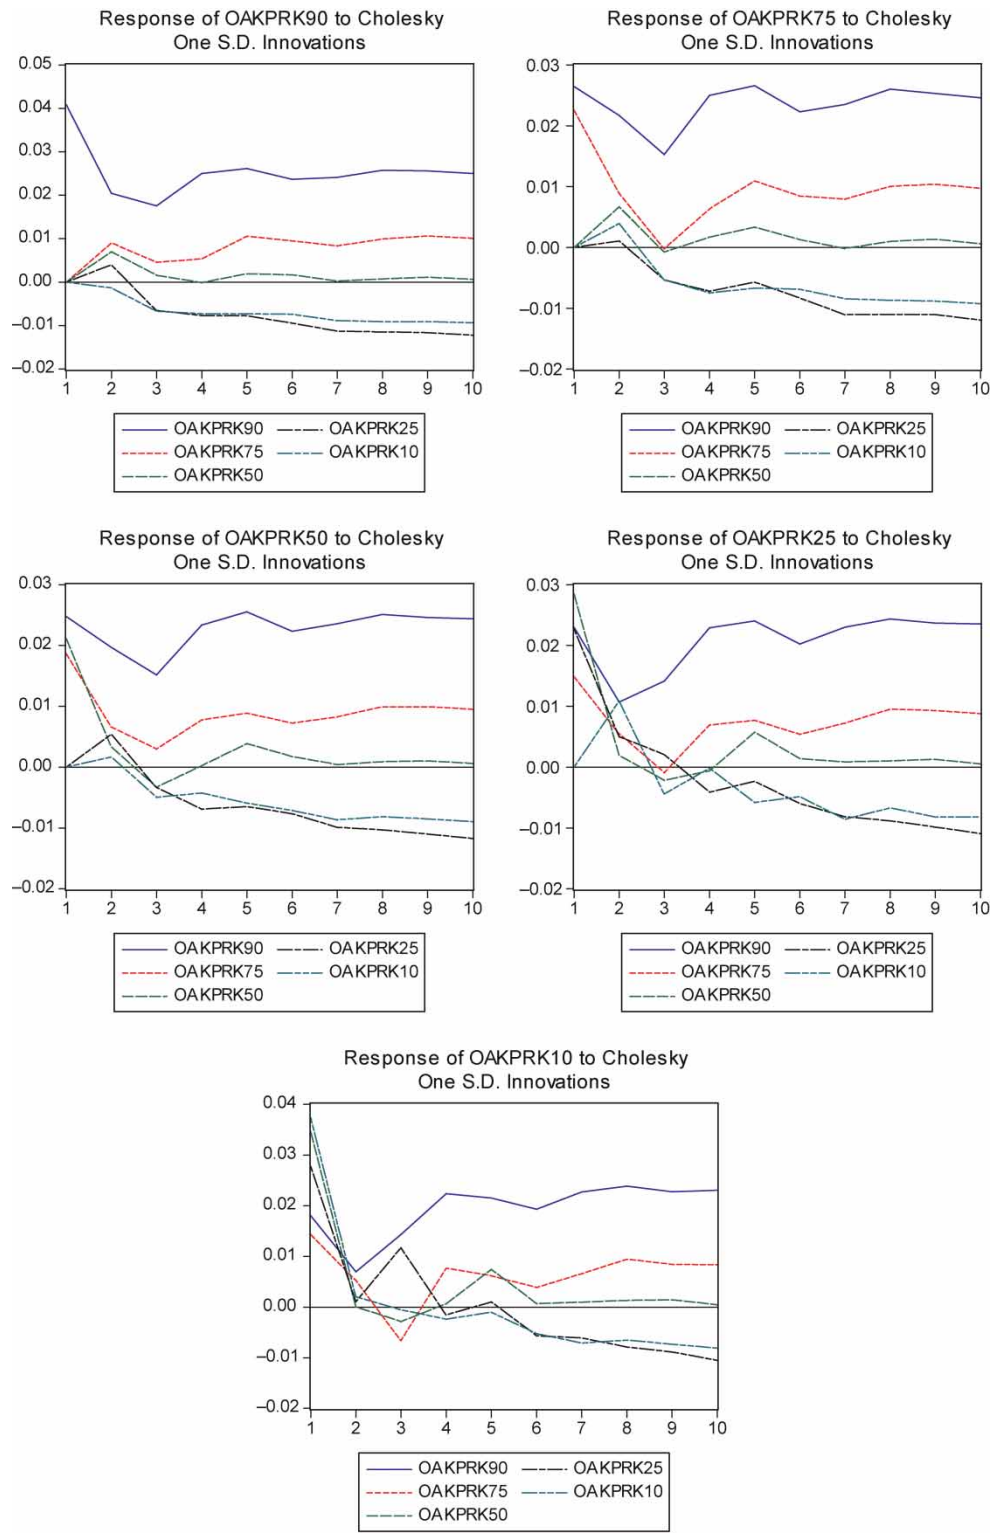 Response of OAKPRK90 to Cholesky
One S.D. Innovations
0.05
0.04
0.03
0.02
0.01
0.00
−0.01
−0.02
1 2 3 4 5 6 7 8 9 10
OAKPRK90 OAKPRK25
OAKPRK75 OAKPRK10
OAKPRK50
Response of OAKPRK75 to Cholesky
One S.D. Innovations
0.03
0.02
0.01
0.00
−0.01
−0.02
1 2 3 4 5 6 7 8 9 10
OAKPRK90 OAKPRK25
OAKPRK75 OAKPRK10
OAKPRK50
Response of OAKPRK50 to Cholesky
One S.D. Innovations
0.03
0.02
0.01
0.00
−0.01
−0.02
1 2 3 4 5 6 7 8 9 10
OAKPRK90 OAKPRK25
OAKPRK75 OAKPRK10
OAKPRK50
Response of OAKPRK25 to Cholesky
One S.D. Innovations
0.03
0.02
0.01
0.00
−0.01
−0.02
1 2 3 4 5 6 7 8 9 10
OAKPRK90 OAKPRK25
OAKPRK75 OAKPRK10
OAKPRK50
Response of OAKPRK10 to Cholesky
One S.D. Innovations
0.04
0.03
0.02
0.01
0.00
−0.01
−0.02
1 2 3 4 5 6 7 8 9 10
OAKPRK90 OAKPRK25
OAKPRK75 OAKPRK10
OAKPRK50